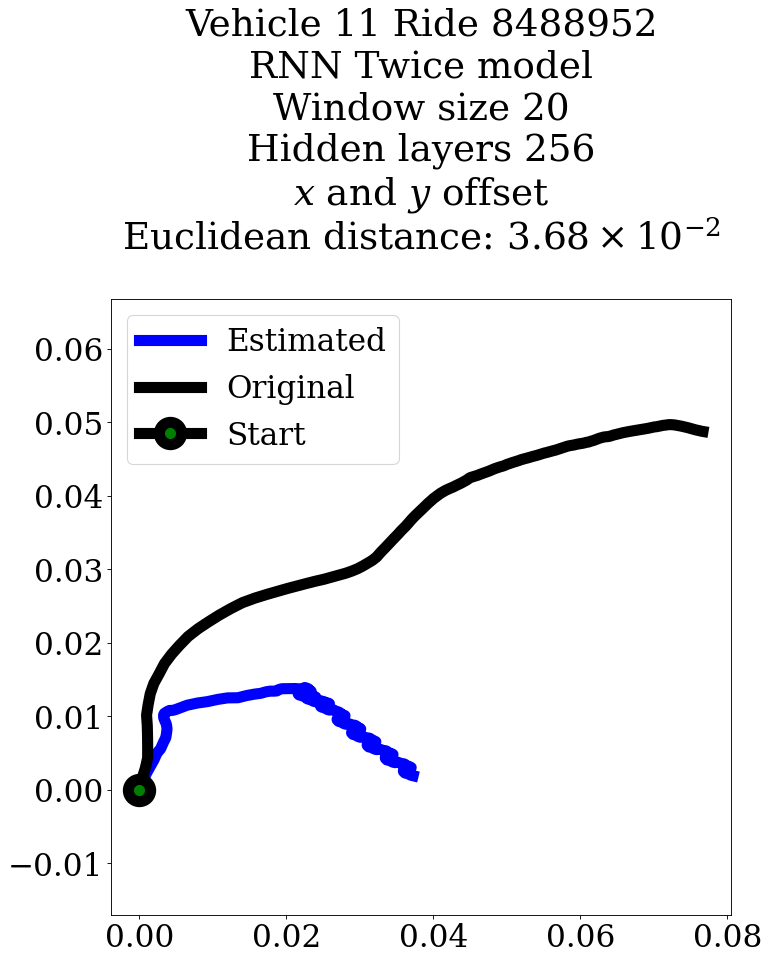 Vehicle 11 Ride 8488952
RNN Twice model
Window size 20
Hidden layers 256
x and y offset
Euclidean distance: 3.68 × 10⁻²
Estimated
Original
Start
0.06
0.05
0.04
0.03
0.02
0.01
0.00
−0.01
0.00 0.02 0.04 0.06 0.08